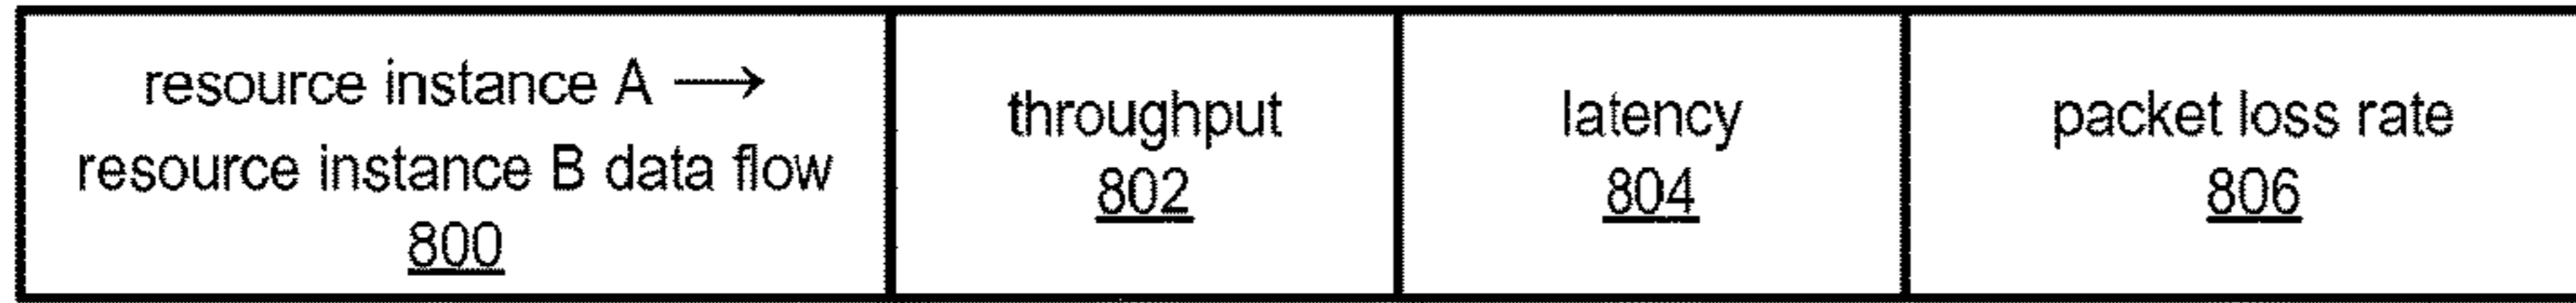 resource instance A →
resource instance B data flow
800
throughput
802
latency
804
packet loss rate
806